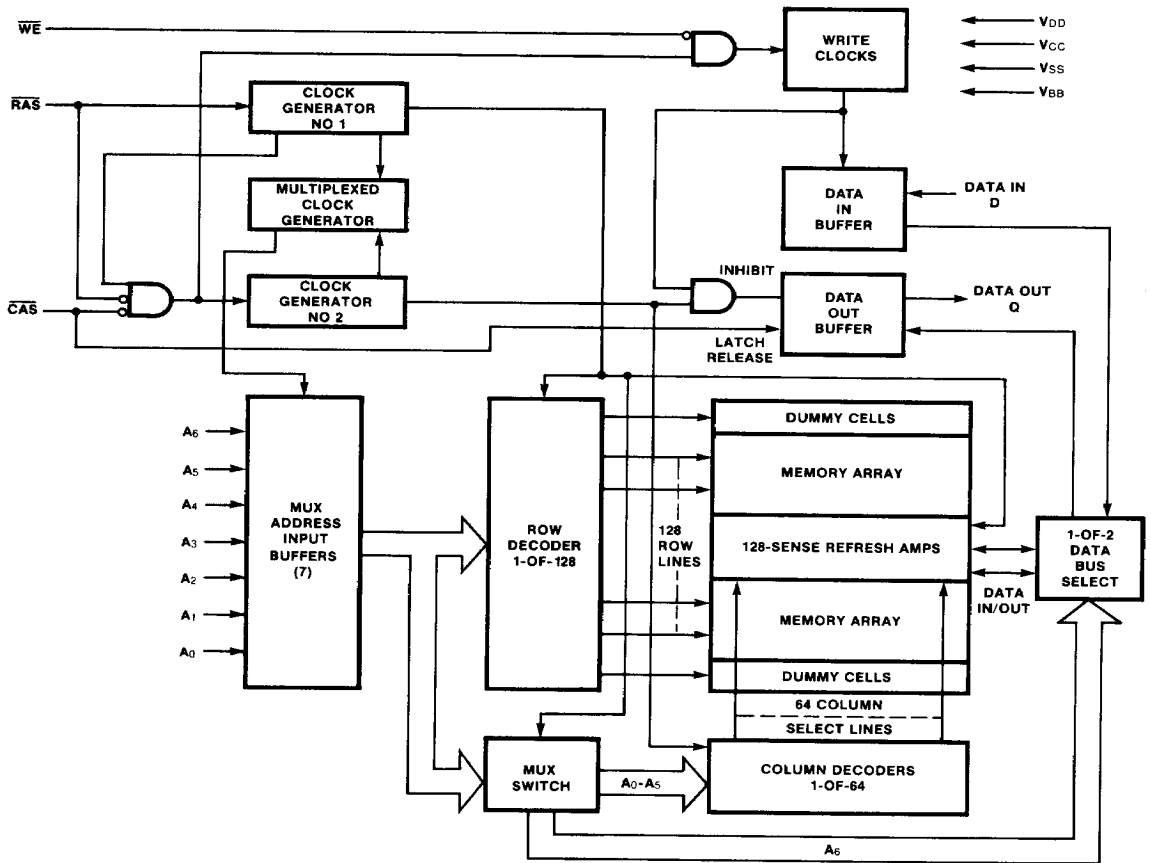 WE
WRITE
CLOCKS
VDD
VCC
VSS
VBB
RAS
CLOCK
GENERATOR
NO 1
MULTIPLEXED
CLOCK
GENERATOR
DATA
IN
BUFFER
DATA IN
D
CAS
CLOCK
GENERATOR
NO 2
INHIBIT
DATA
OUT
BUFFER
DATA OUT
Q
LATCH
RELEASE
A6
A5
A4
A3
A2
A1
A0
MUX
ADDRESS
INPUT
BUFFERS
(7)
ROW
DECODER
1-OF-128
128
ROW
LINES
DUMMY CELLS
MEMORY ARRAY
128-SENSE REFRESH AMPS
MEMORY ARRAY
DUMMY CELLS
DATA
IN/OUT
1-OF-2
DATA
BUS
SELECT
64 COLUMN
SELECT LINES
MUX
SWITCH
A0-A5
COLUMN DECODERS
1-OF-64
A6